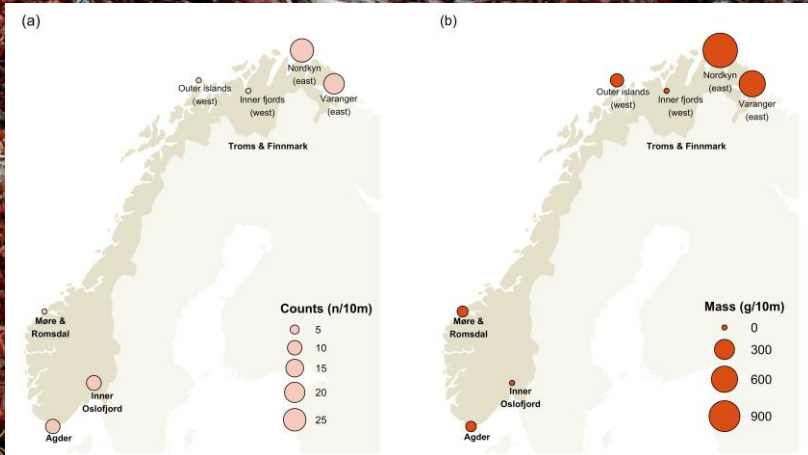 (a)
Nordkyn
(east)
Outer islands
(west)
Inner fjords
(west)
Varanger
(east)
Troms & Finnmark
Møre &
Romsdal
Inner
Oslofjord
Agder
Counts (n/10m)
5
10
15
20
25
(b)
Nordkyn
(east)
Outer islands
(west)
Inner fjords
(west)
Varanger
(east)
Troms & Finnmark
Møre &
Romsdal
Inner
Oslofjord
Agder
Mass (g/10m)
0
300
600
900